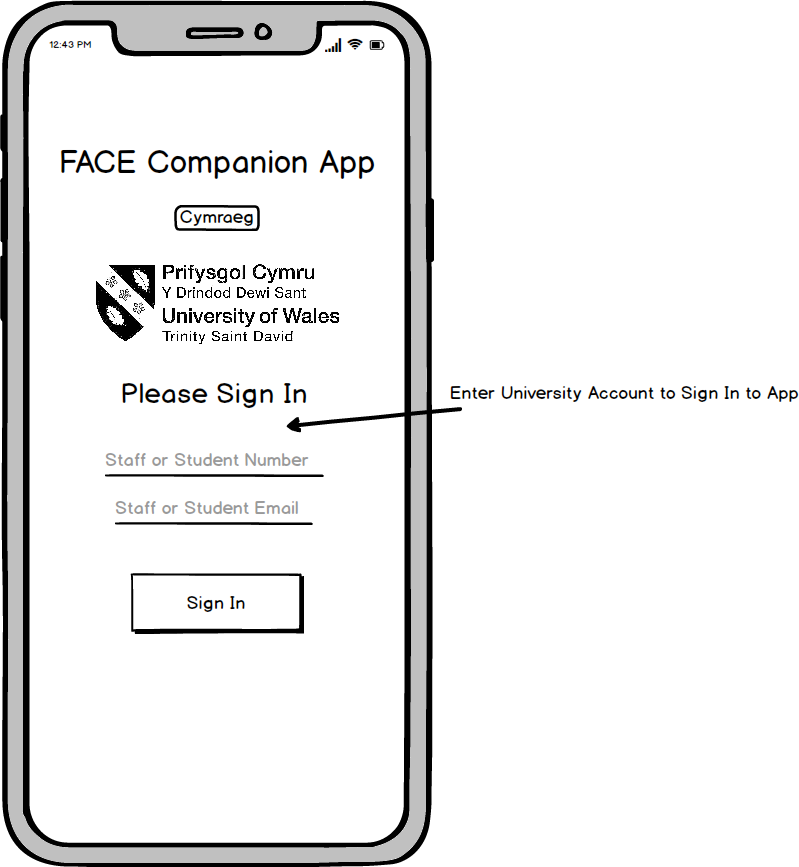 12:43 PM
FACE Companion App
Cymraeg
Prifysgol Cymru
Y Drindod Dewi Sant
University of Wales
Trinity Saint David
Please Sign In
Enter University Account to Sign In to App
Staff or Student Number
Staff or Student Email
Sign In